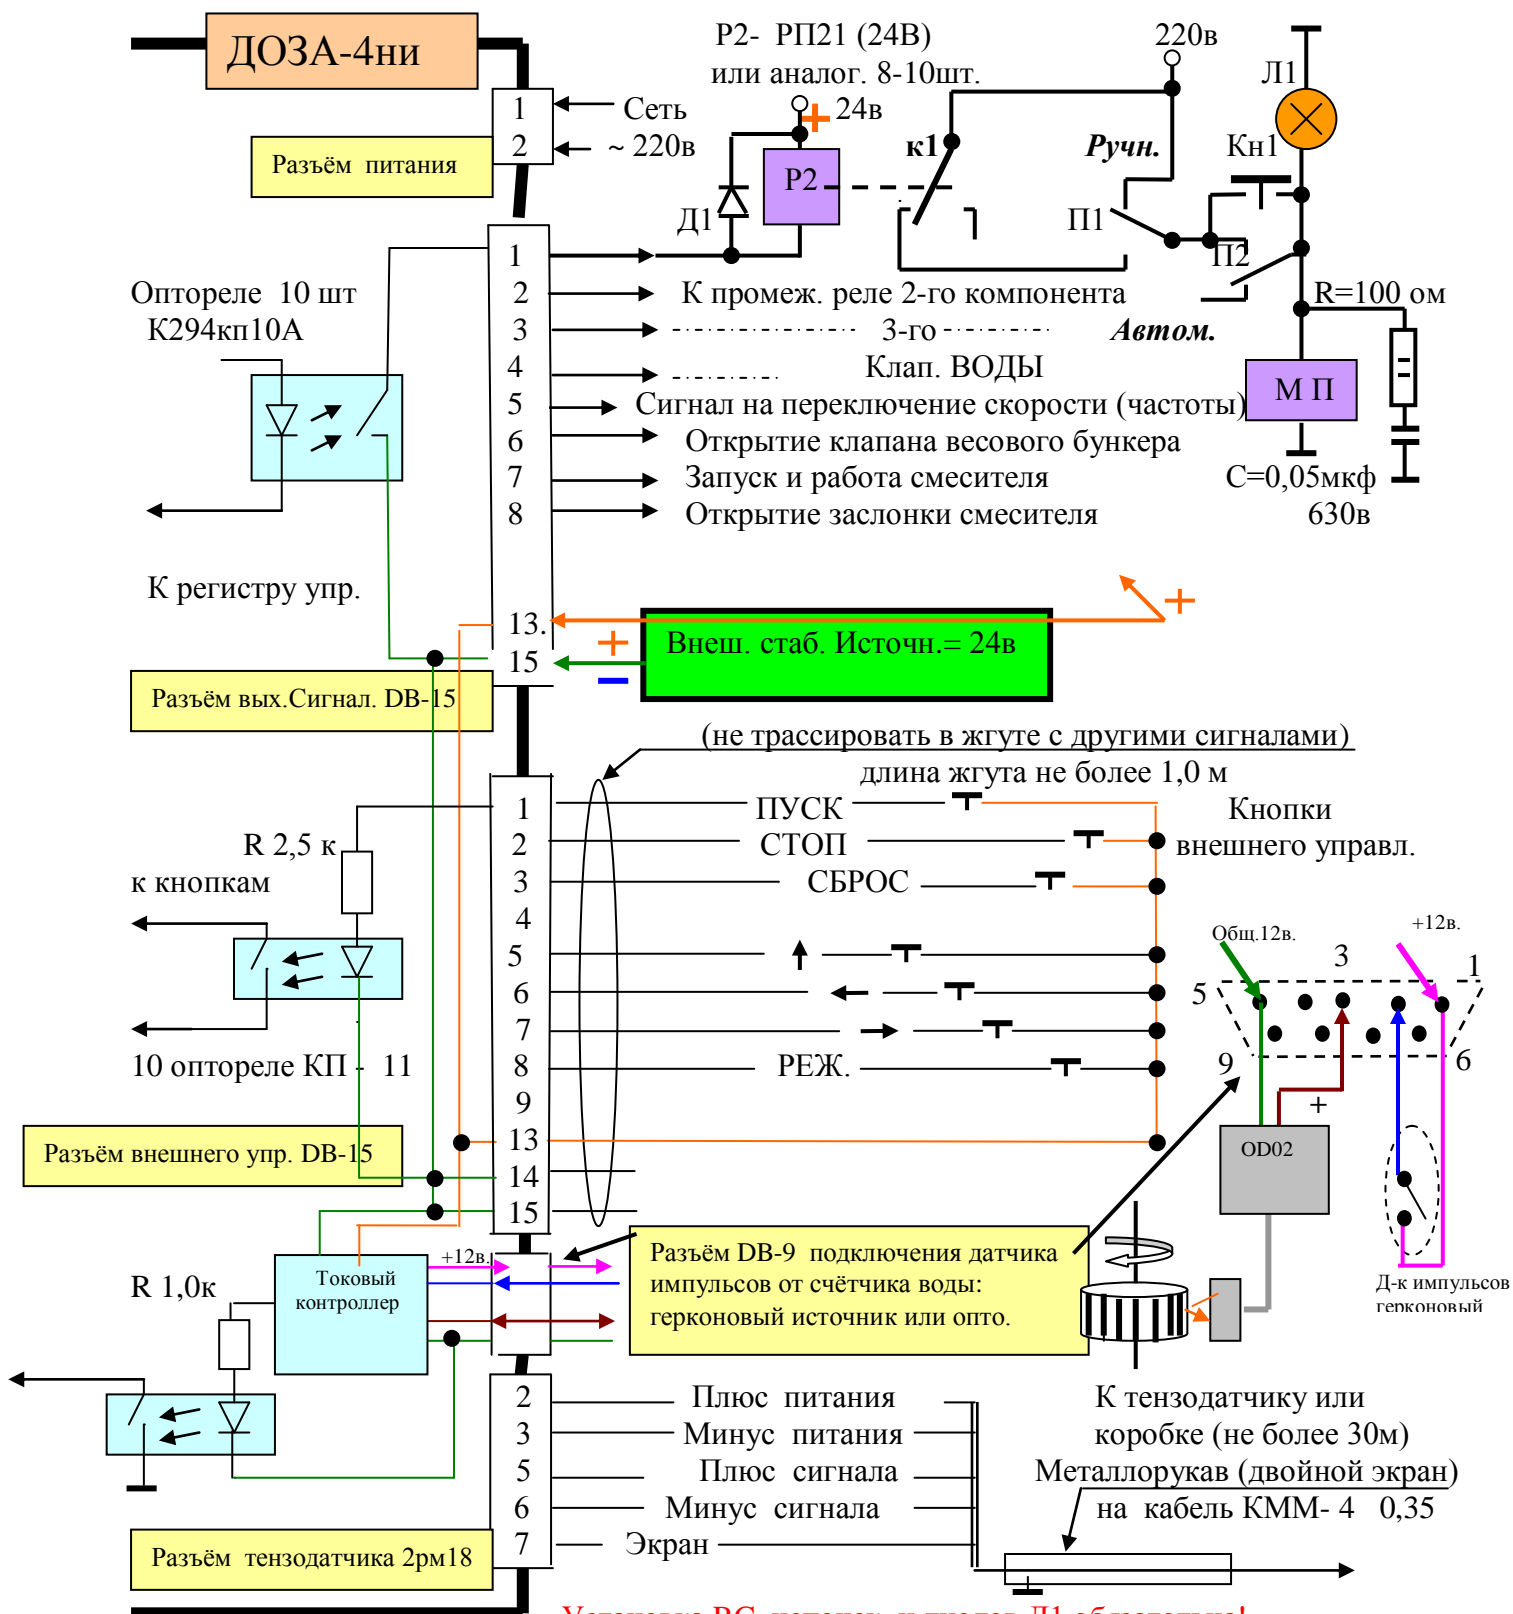 ДОЗА-4ни
Р2- РП21 (24В)
или аналог. 8-10шт.
220в
Л1
1
Сеть
2
~ 220в
Разъём питания
24в
Р2
Д1
к1
Ручн.
Кн1
П1
П2
Автом.
R=100 ом
М П
С=0,05мкф
630в
Оптореле 10 шт
К294кп10А
К регистру упр.
1
2 К промеж. реле 2-го компонента
3 3-го
4 Клап. ВОДЫ
5 Сигнал на переключение скорости (частоты)
6 Открытие клапана весового бункера
7 Запуск и работа смесителя
8 Открытие заслонки смесителя
13.
15
Внеш. стаб. Источн.= 24в
Разъём вых.Сигнал. DB-15
(не трассировать в жгуте с другими сигналами)
длина жгута не более 1,0 м
1 ПУСК
2 СТОП
3 СБРОС
4
5
6
7
8 РЕЖ.
9
13
14
15
Кнопки
внешнего управл.
R 2,5 к
к кнопкам
10 оптореле КП - 11
Разъём внешнего упр. DB-15
Общ.12в.
+12в.
3
1
5
9
6
+
OD02
Д-к импульсов
герконовый
+12в.
Токовый
контроллер
R 1,0к
Разъём DB-9 подключения датчика
импульсов от счётчика воды:
герконовый источник или опто.
2 Плюс питания
3 Минус питания
5 Плюс сигнала
6 Минус сигнала
7 Экран
К тензодатчику или
коробке (не более 30м)
Металлорукав (двойной экран)
на кабель КММ- 4 0,35
Разъём тензодатчика 2рм18
Установка RC цепочек и диодов Д1 обязательна!